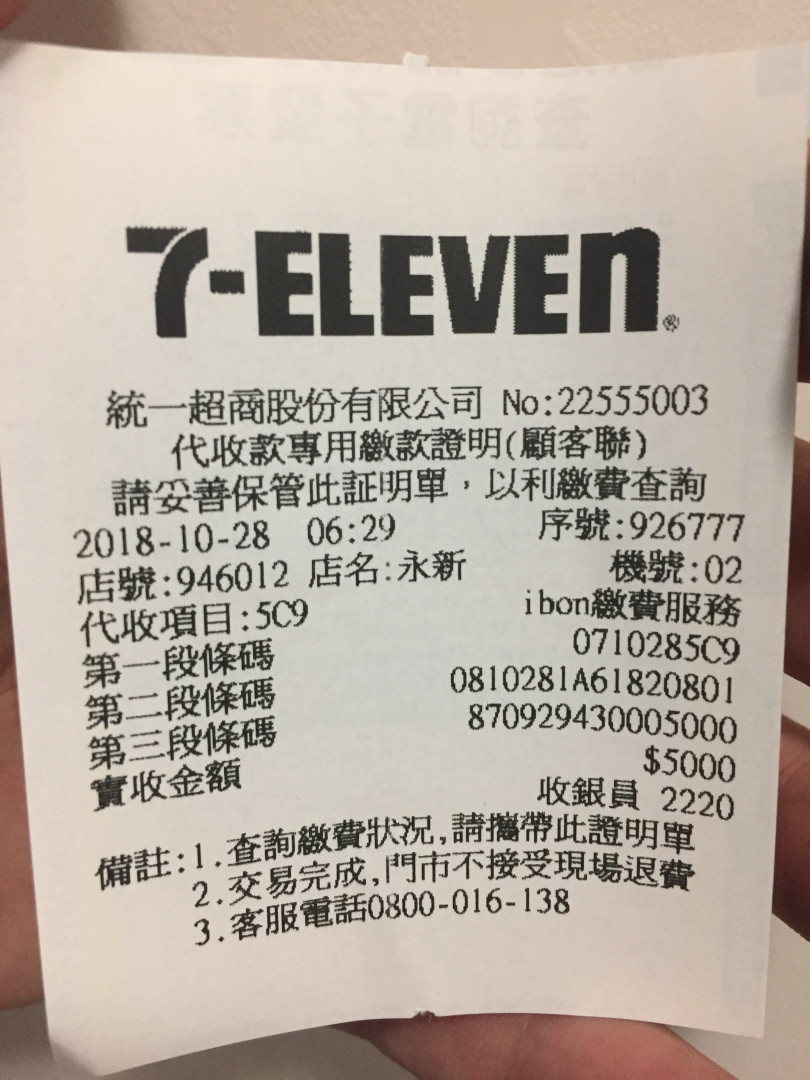 7-ELEVEn®
統一超商股份有限公司 No:22555003
代收款專用繳款證明(顧客聯)
請妥善保管此証明單，以利繳費查詢
2018-10-28 06:29 序號:926777
店號:946012 店名:永新 機號:02
代收項目:5C9 ibon繳費服務
第一段條碼 0710285C9
第二段條碼 0810281A61820801
第三段條碼 870929430005000
實收金額 $5000
收銀員 2220
備註:1.查詢繳費狀況,請攜帶此證明單
2.交易完成,門市不接受現場退費
3.客服電話0800-016-138
查詢電子發票